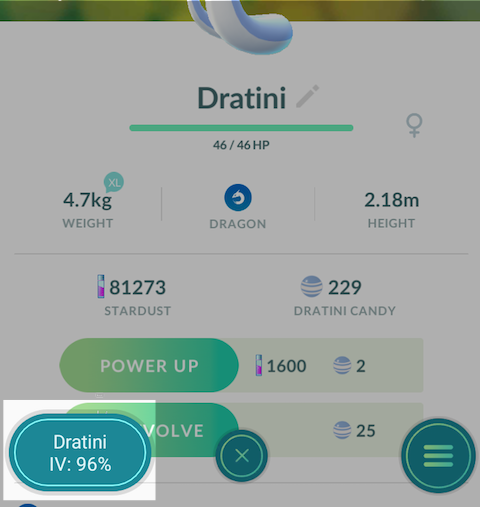 Dratini
46 / 46 HP
XL
4.7kg
WEIGHT
DRAGON
2.18m
HEIGHT
81273
STARDUST
229
DRATINI CANDY
POWER UP
1600
2
VOLVE
25
Dratini
IV: 96%